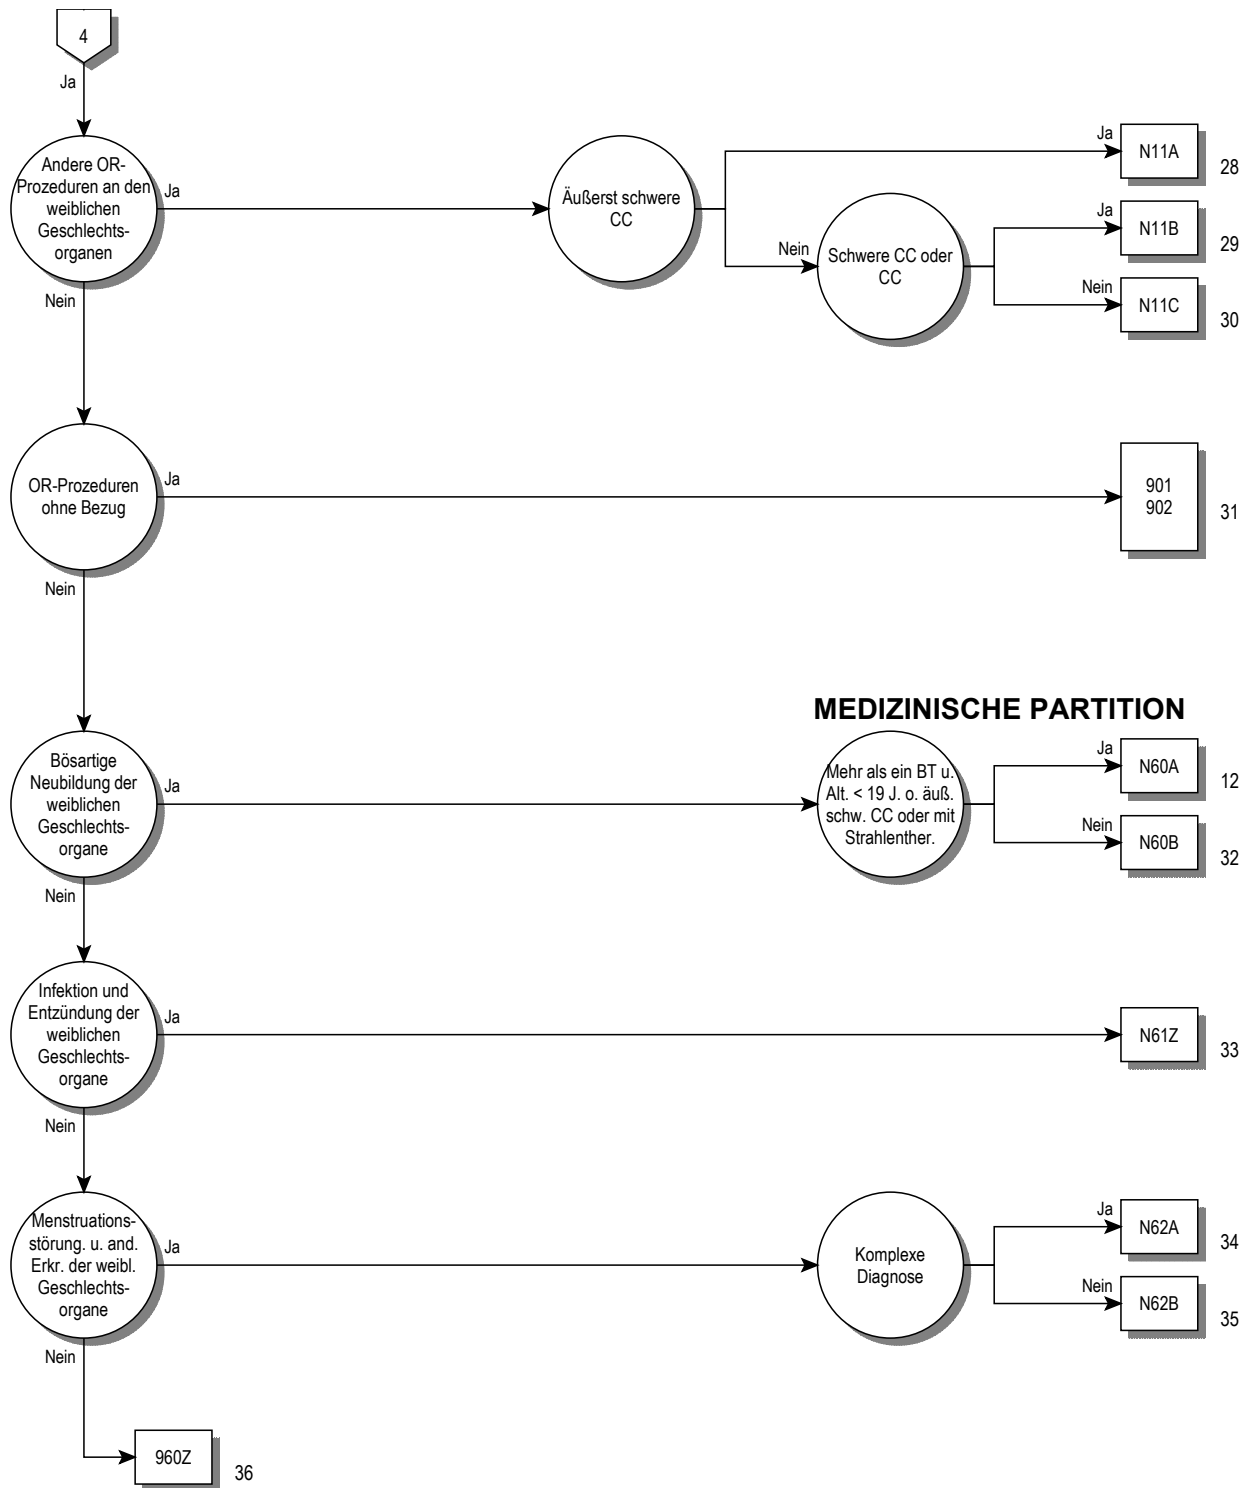 4
Ja
Andere OR-
Prozeduren an den
weiblichen
Geschlechts-
organen
Ja
Äußerst schwere
CC
Ja
N11A
28
Nein
Schwere CC oder
CC
Ja
N11B
29
Nein
N11C
30
Nein
OR-Prozeduren
ohne Bezug
Ja
901
902
31
Nein
MEDIZINISCHE PARTITION
Bösartige
Neubildung der
weiblichen
Geschlechts-
organe
Ja
Mehr als ein BT u.
Alt. < 19 J. o. äuß.
schw. CC oder mit
Strahlenther.
Ja
N60A
12
Nein
N60B
32
Nein
Infektion und
Entzündung der
weiblichen
Geschlechts-
organe
Ja
N61Z
33
Nein
Menstruations-
störung. u. and.
Erkr. der weibl.
Geschlechts-
organe
Ja
Komplexe
Diagnose
Ja
N62A
34
Nein
N62B
35
Nein
960Z
36